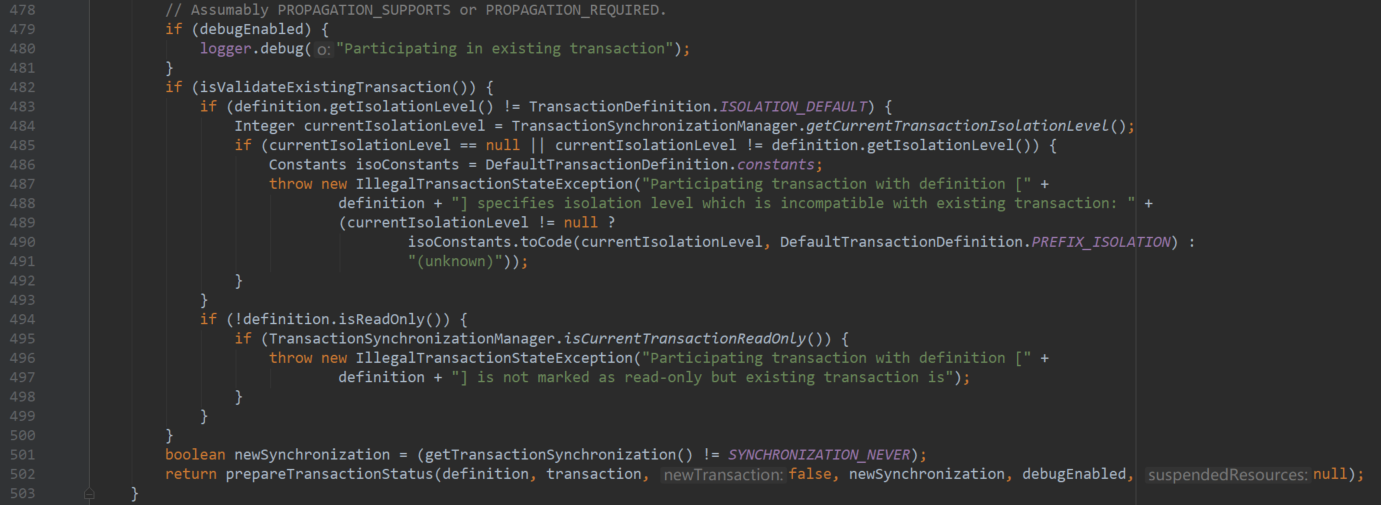 478 // Assumably PROPAGATION_SUPPORTS or PROPAGATION_REQUIRED.
479 if (debugEnabled) {
480 logger.debug( o: "Participating in existing transaction");
481 }
482 if (isValidateExistingTransaction()) {
483 if (definition.getIsolationLevel() != TransactionDefinition.ISOLATION_DEFAULT) {
484 Integer currentIsolationLevel = TransactionSynchronizationManager.getCurrentTransactionIsolationLevel();
485 if (currentIsolationLevel == null || currentIsolationLevel != definition.getIsolationLevel()) {
486 Constants isoConstants = DefaultTransactionDefinition.constants;
487 throw new IllegalTransactionStateException("Participating transaction with definition [" +
488 definition + "] specifies isolation level which is incompatible with existing transaction: " +
489 (currentIsolationLevel != null ?
490 isoConstants.toCode(currentIsolationLevel, DefaultTransactionDefinition.PREFIX_ISOLATION) :
491 "(unknown)"));
492 }
493 }
494 if (!definition.isReadOnly()) {
495 if (TransactionSynchronizationManager.isCurrentTransactionReadOnly()) {
496 throw new IllegalTransactionStateException("Participating transaction with definition [" +
497 definition + "] is not marked as read-only but existing transaction is");
498 }
499 }
500 }
501 boolean newSynchronization = (getTransactionSynchronization() != SYNCHRONIZATION_NEVER);
502 return prepareTransactionStatus(definition, transaction, newTransaction: false, newSynchronization, debugEnabled, suspendedResources: null);
503 }